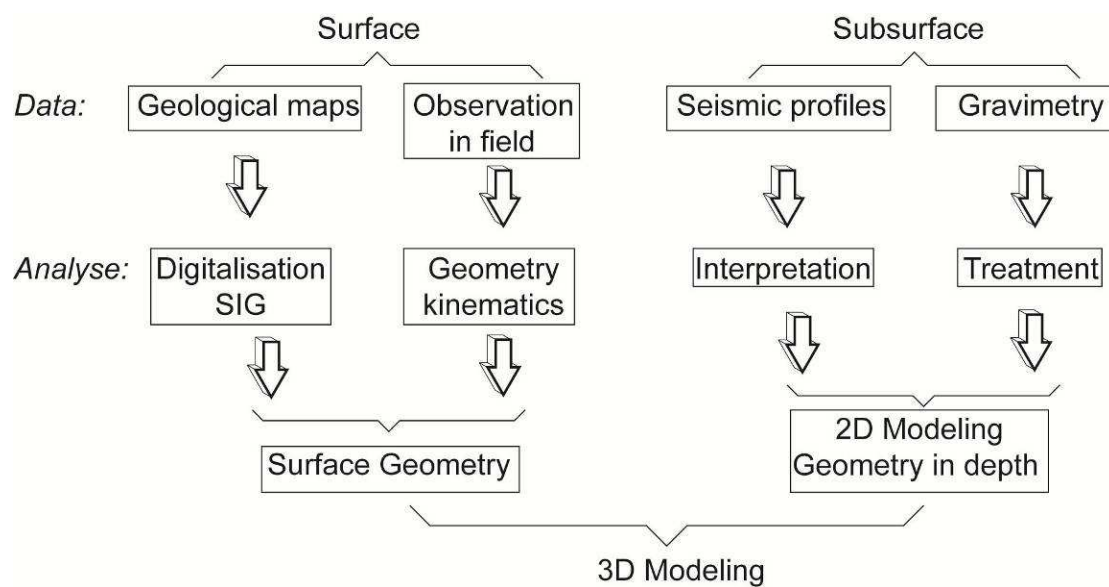 Surface
Subsurface
Data:
Geological maps
Observation
in field
Seismic profiles
Gravimetry
Analyse:
Digitalisation
SIG
Geometry
kinematics
Interpretation
Treatment
Surface Geometry
2D Modeling
Geometry in depth
3D Modeling